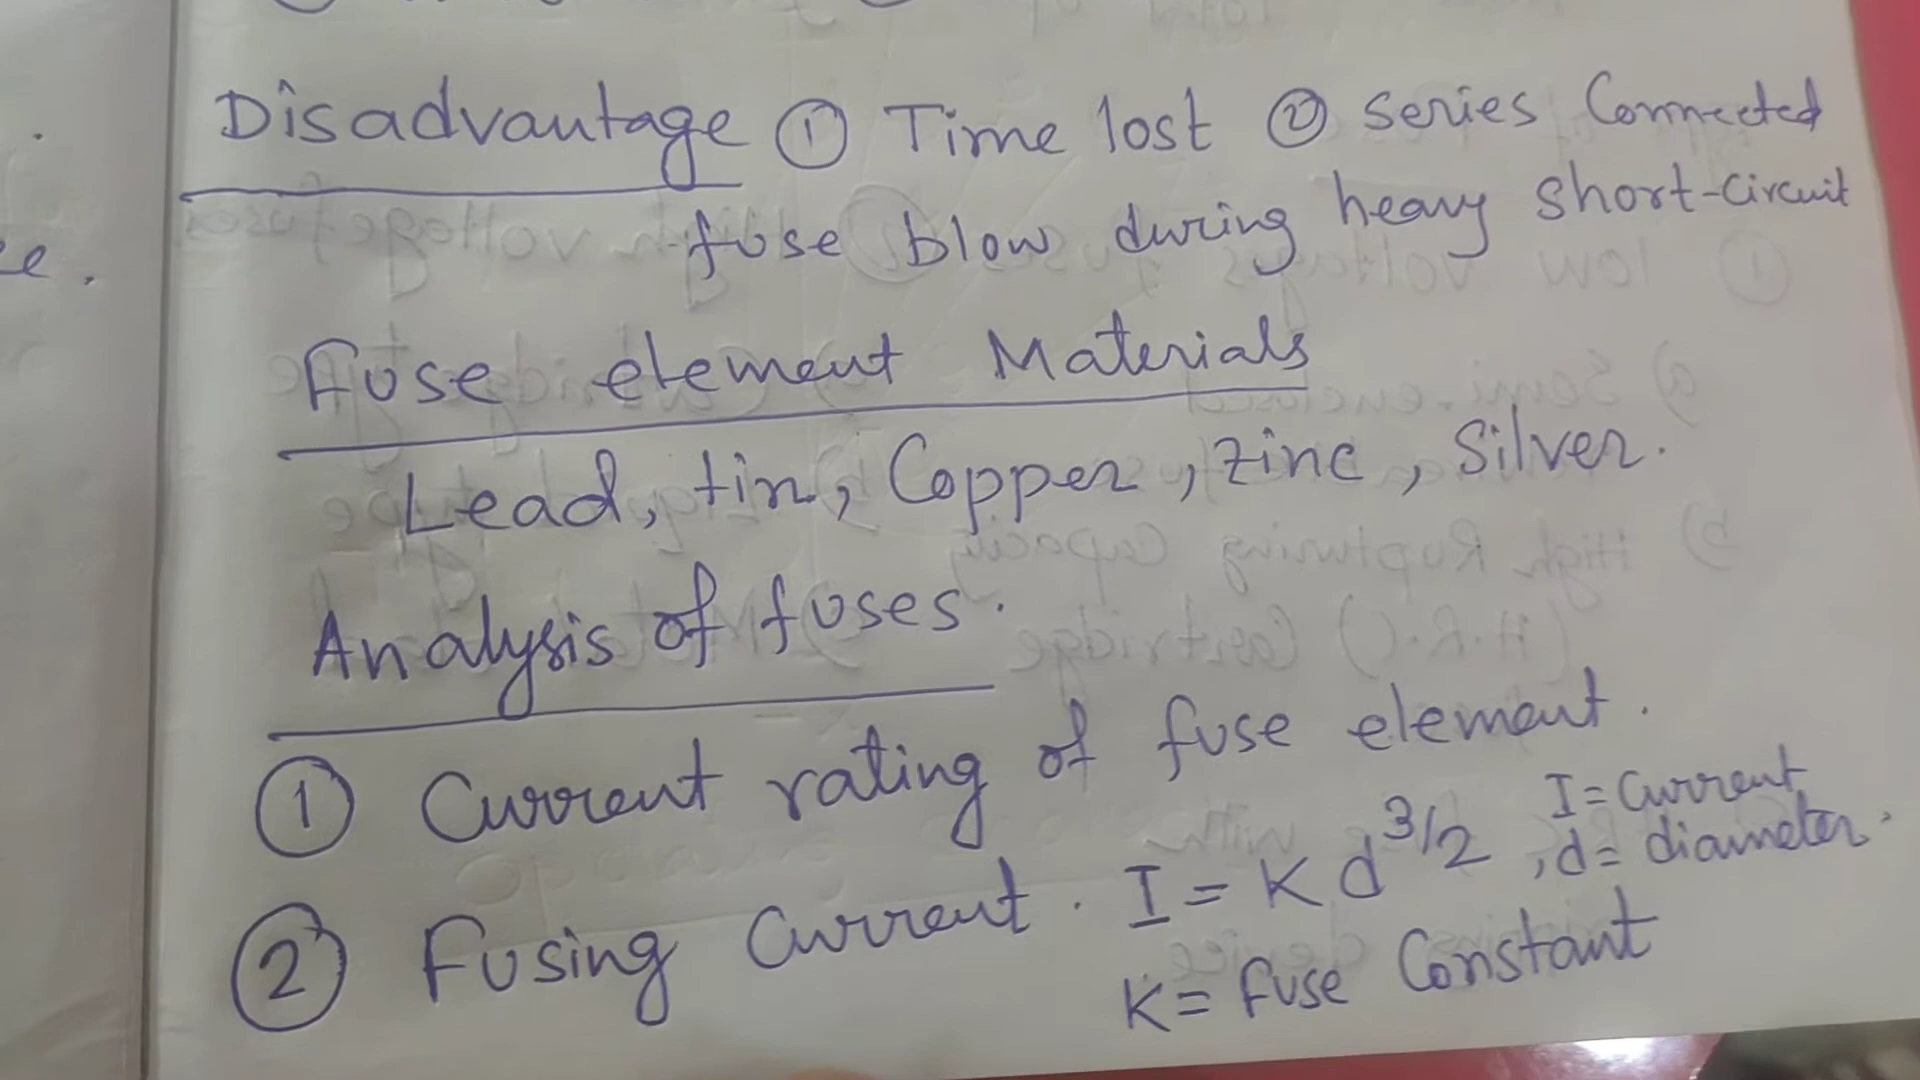 Disadvantage ① Time lost ② series Connected
fuse blow during heavy short-circuit
Fuse element Materials
Lead, tin, Copper, Zinc, Silver.
Analysis of fuses.
① Current rating of fuse element.
② Fusing Current. I = K d^3/2, I = Current, d = diameter.
K = fuse Constant